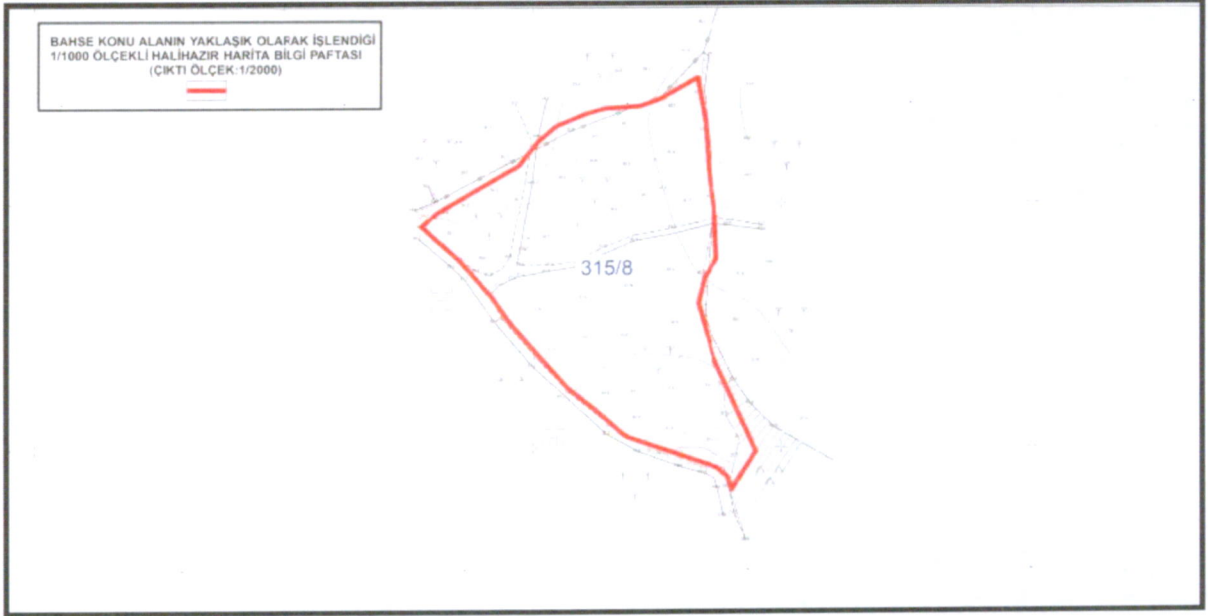 BAHSE KONU ALANIN YAKLAŞIK OLARAK İŞLENDİĞİ
1/1000 ÖLÇEKLİ HALİHAZIR HARİTA BİLGİ PAFTASI
(ÇIKTI ÖLÇEK:1/2000)
315/8